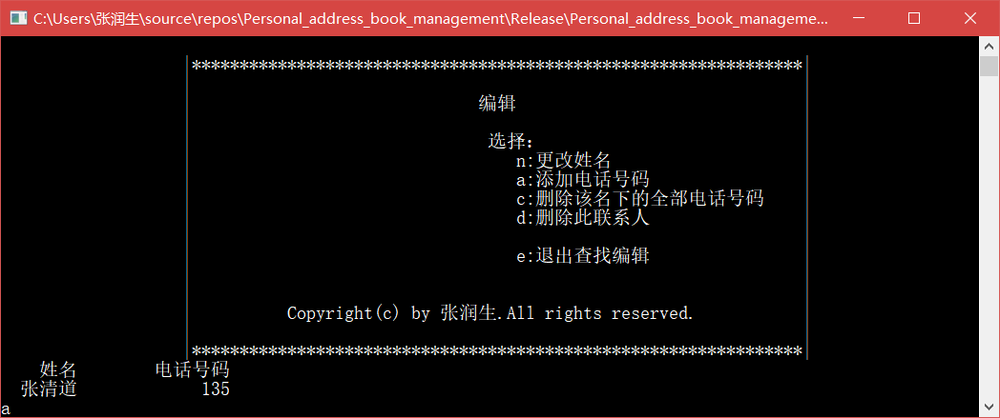 C:\Users\张润生\source\repos\Personal_address_book_management\Release\Personal_address_book_manageme...
****************************************************************
编辑
选择:
n:更改姓名
a:添加电话号码
c:删除该名下的全部电话号码
d:删除此联系人
e:退出查找编辑
Copyright(c) by 张润生.All rights reserved.
****************************************************************
姓名 电话号码
张清道 135
a